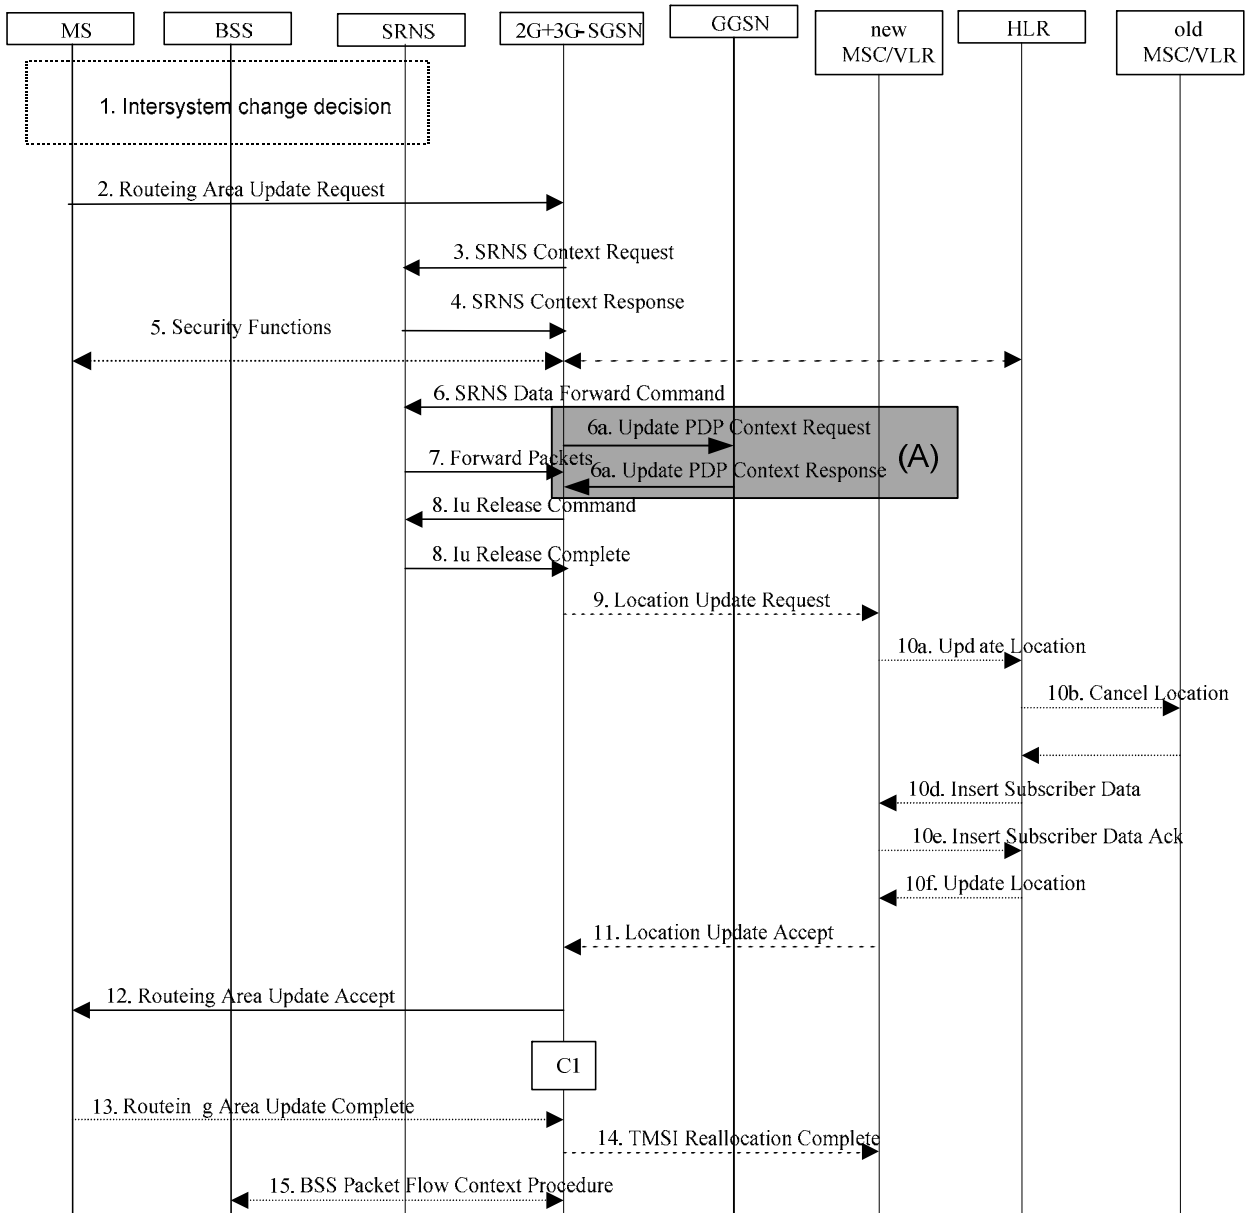 MS
BSS
SRNS
2G+3G-SGSN
GGSN
new
MSC/VLR
HLR
old
MSC/VLR
1. Intersystem change decision
2. Routeing Area Update Request
3. SRNS Context Request
4. SRNS Context Response
5. Security Functions
6. SRNS Data Forward Command
6a. Update PDP Context Request
(A)
7. Forward Packets
6a. Update PDP Context Response
8. Iu Release Command
8. Iu Release Complete
9. Location Update Request
10a. Upd ate Location
10b. Cancel Location
10d. Insert Subscriber Data
10e. Insert Subscriber Data Ack
10f. Update Location
11. Location Update Accept
12. Routeing Area Update Accept
C1
13. Routein g Area Update Complete
14. TMSI Reallocation Complete
15. BSS Packet Flow Context Procedure